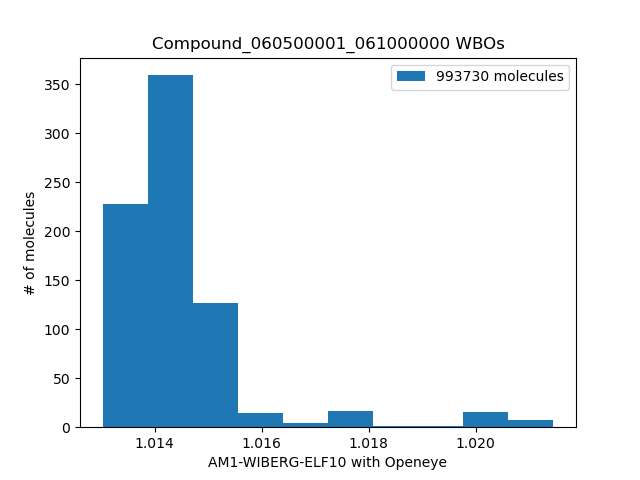 Compound_060500001_061000000 WBOs
993730 molecules
350
300
250
200
150
100
50
0
# of molecules
1.014 1.016 1.018 1.020
AM1-WIBERG-ELF10 with Openeye